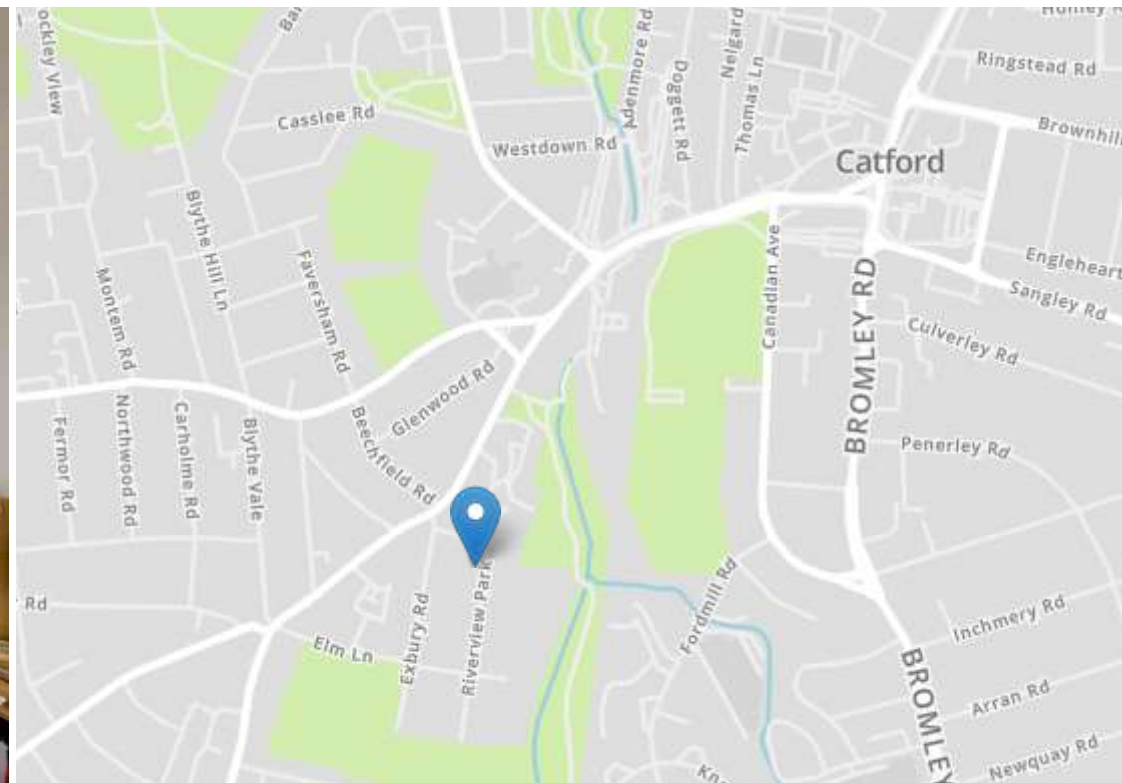 ockley View
Casslee Rd
Westdown Rd
Adenmore Rd
Doggett Rd
Nelgard
Thomas Ln
Ringstead Rd
Brownhill
Catford
Blythe Hill Ln
Montem Rd
Faversham Rd
Canadian Ave
Engleheart
Sangley Rd
Culverley Rd
BROMLEY RD
Glenwood Rd
Beechfield Rd
Fermor Rd
Northwood Rd
Carholme Rd
Blythe Vale
Penerley Rd
Rd
Elm Ln
Exbury Rd
Riverview Park
Fordmill Rd
Inchmery Rd
Arran Rd
BROMLEY
Newquay Rd